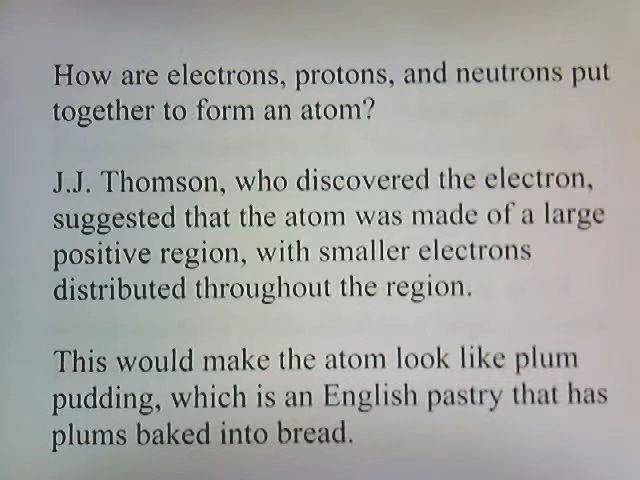 How are electrons, protons, and neutrons put
together to form an atom?
J.J. Thomson, who discovered the electron,
suggested that the atom was made of a large
positive region, with smaller electrons
distributed throughout the region.
This would make the atom look like plum
pudding, which is an English pastry that has
plums baked into bread.